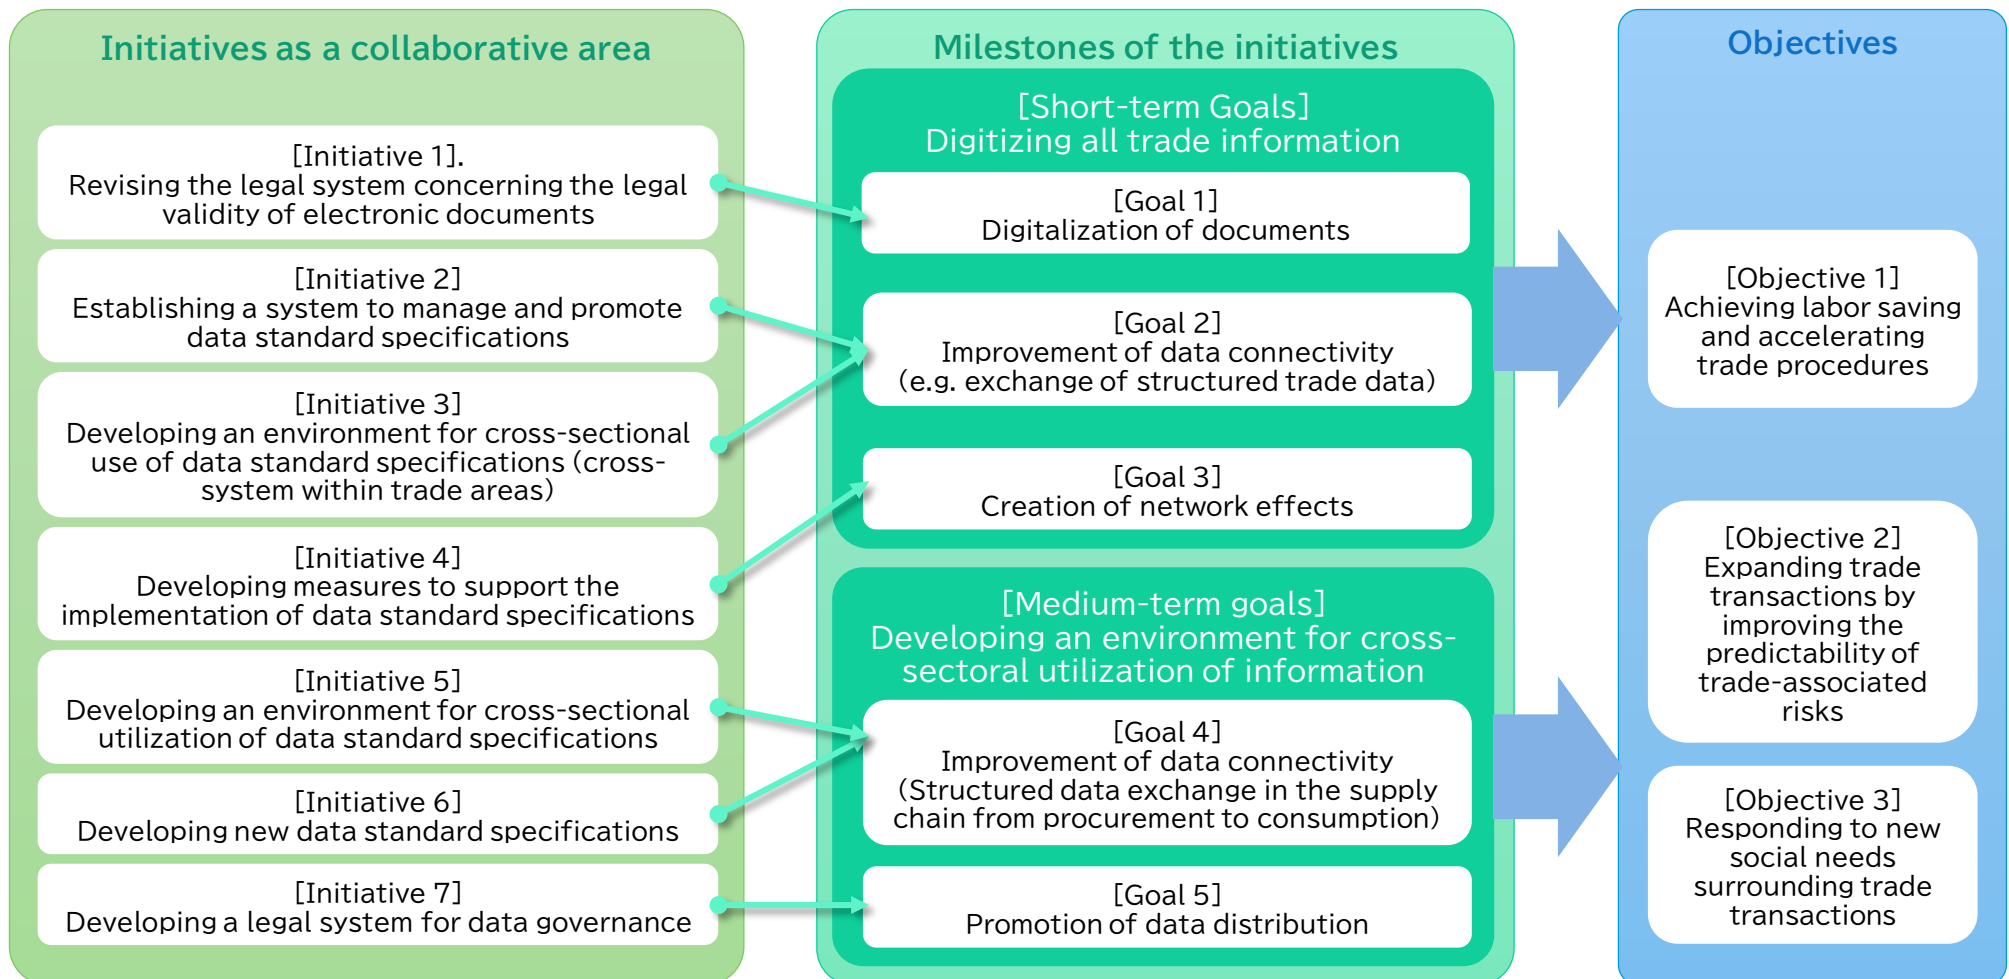 Initiatives as a collaborative area
[Initiative 1].
Revising the legal system concerning the legal
validity of electronic documents
[Initiative 2]
Establishing a system to manage and promote
data standard specifications
[Initiative 3]
Developing an environment for cross-sectional
use of data standard specifications (cross-
system within trade areas)
[Initiative 4]
Developing measures to support the
implementation of data standard specifications
[Initiative 5]
Developing an environment for cross-sectional
utilization of data standard specifications
[Initiative 6]
Developing new data standard specifications
[Initiative 7]
Developing a legal system for data governance
Milestones of the initiatives
[Short-term Goals]
Digitizing all trade information
[Goal 1]
Digitalization of documents
[Goal 2]
Improvement of data connectivity
(e.g. exchange of structured trade data)
[Goal 3]
Creation of network effects
[Medium-term goals]
Developing an environment for cross-
sectoral utilization of information
[Goal 4]
Improvement of data connectivity
(Structured data exchange in the supply
chain from procurement to consumption)
[Goal 5]
Promotion of data distribution
Objectives
[Objective 1]
Achieving labor saving
and accelerating
trade procedures
[Objective 2]
Expanding trade
transactions by
improving the
predictability of
trade-associated
risks
[Objective 3]
Responding to new
social needs
surrounding trade
transactions